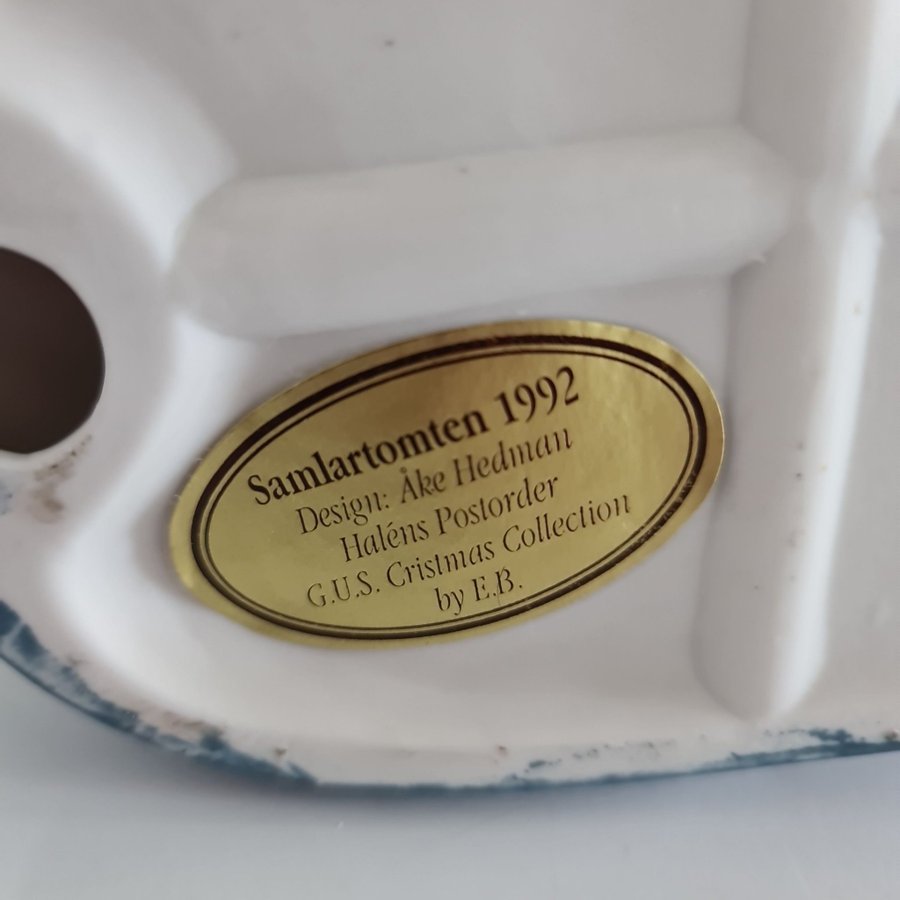 Samlartomten 1992
Design: Åke Hedman
Haléns Postorder
G.U.S. Cristmas Collection
by E.B.